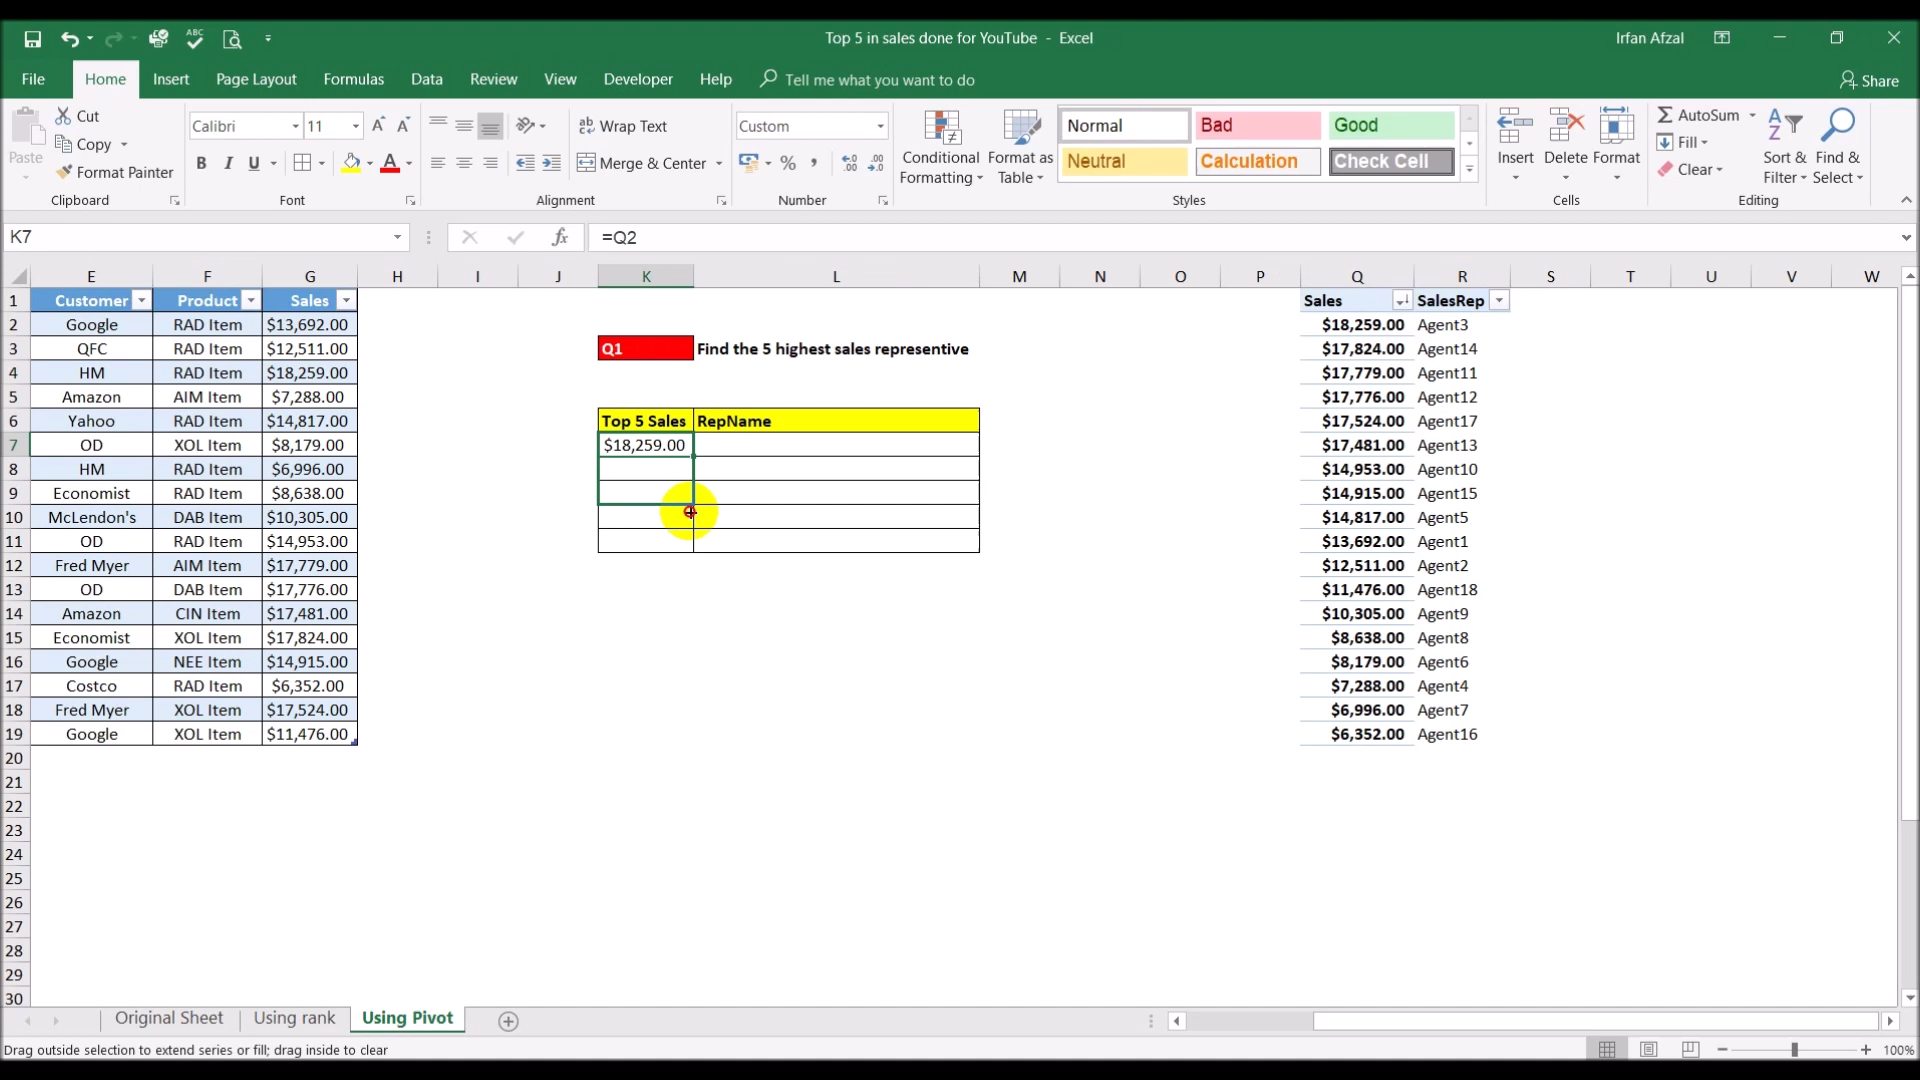 ABC
Top 5 in sales done for YouTube - Excel
Irfan Afzal
File Home Insert Page Layout Formulas Data Review View Developer Help Tell me what you want to do
Share
Paste
Cut
Copy
Format Painter
Clipboard
Calibri 11
B I U
Font
Wrap Text
Merge & Center
Alignment
Custom
Number
Conditional Formatting
Format as Table
Normal Bad Good
Neutral Calculation Check Cell
Styles
Insert Delete Format
Cells
AutoSum
Fill
Clear
Sort & Filter
Find & Select
Editing
K7 fx =Q2
E F G H I J K L M N O P Q R S T U V W
1 Customer Product Sales Sales SalesRep
2 Google RAD Item $13,692.00 $18,259.00 Agent3
3 QFC RAD Item $12,511.00 Q1 Find the 5 highest sales representive $17,824.00 Agent14
4 HM RAD Item $18,259.00 $17,779.00 Agent11
5 Amazon AIM Item $7,288.00 $17,776.00 Agent12
6 Yahoo RAD Item $14,817.00 Top 5 Sales RepName $17,524.00 Agent17
7 OD XOL Item $8,179.00 $18,259.00 $17,481.00 Agent13
8 HM RAD Item $6,996.00 $14,953.00 Agent10
9 Economist RAD Item $8,638.00 $14,915.00 Agent15
10 McLendon's DAB Item $10,305.00 $14,817.00 Agent5
11 OD RAD Item $14,953.00 $13,692.00 Agent1
12 Fred Myer AIM Item $17,779.00 $12,511.00 Agent2
13 OD DAB Item $17,776.00 $11,476.00 Agent18
14 Amazon CIN Item $17,481.00 $10,305.00 Agent9
15 Economist XOL Item $17,824.00 $8,638.00 Agent8
16 Google NEE Item $14,915.00 $8,179.00 Agent6
17 Costco RAD Item $6,352.00 $7,288.00 Agent4
18 Fred Myer XOL Item $17,524.00 $6,996.00 Agent7
19 Google XOL Item $11,476.00 $6,352.00 Agent16
20
21
22
23
24
25
26
27
28
29
30
Original Sheet Using rank Using Pivot
Drag outside selection to extend series or fill; drag inside to clear
100%